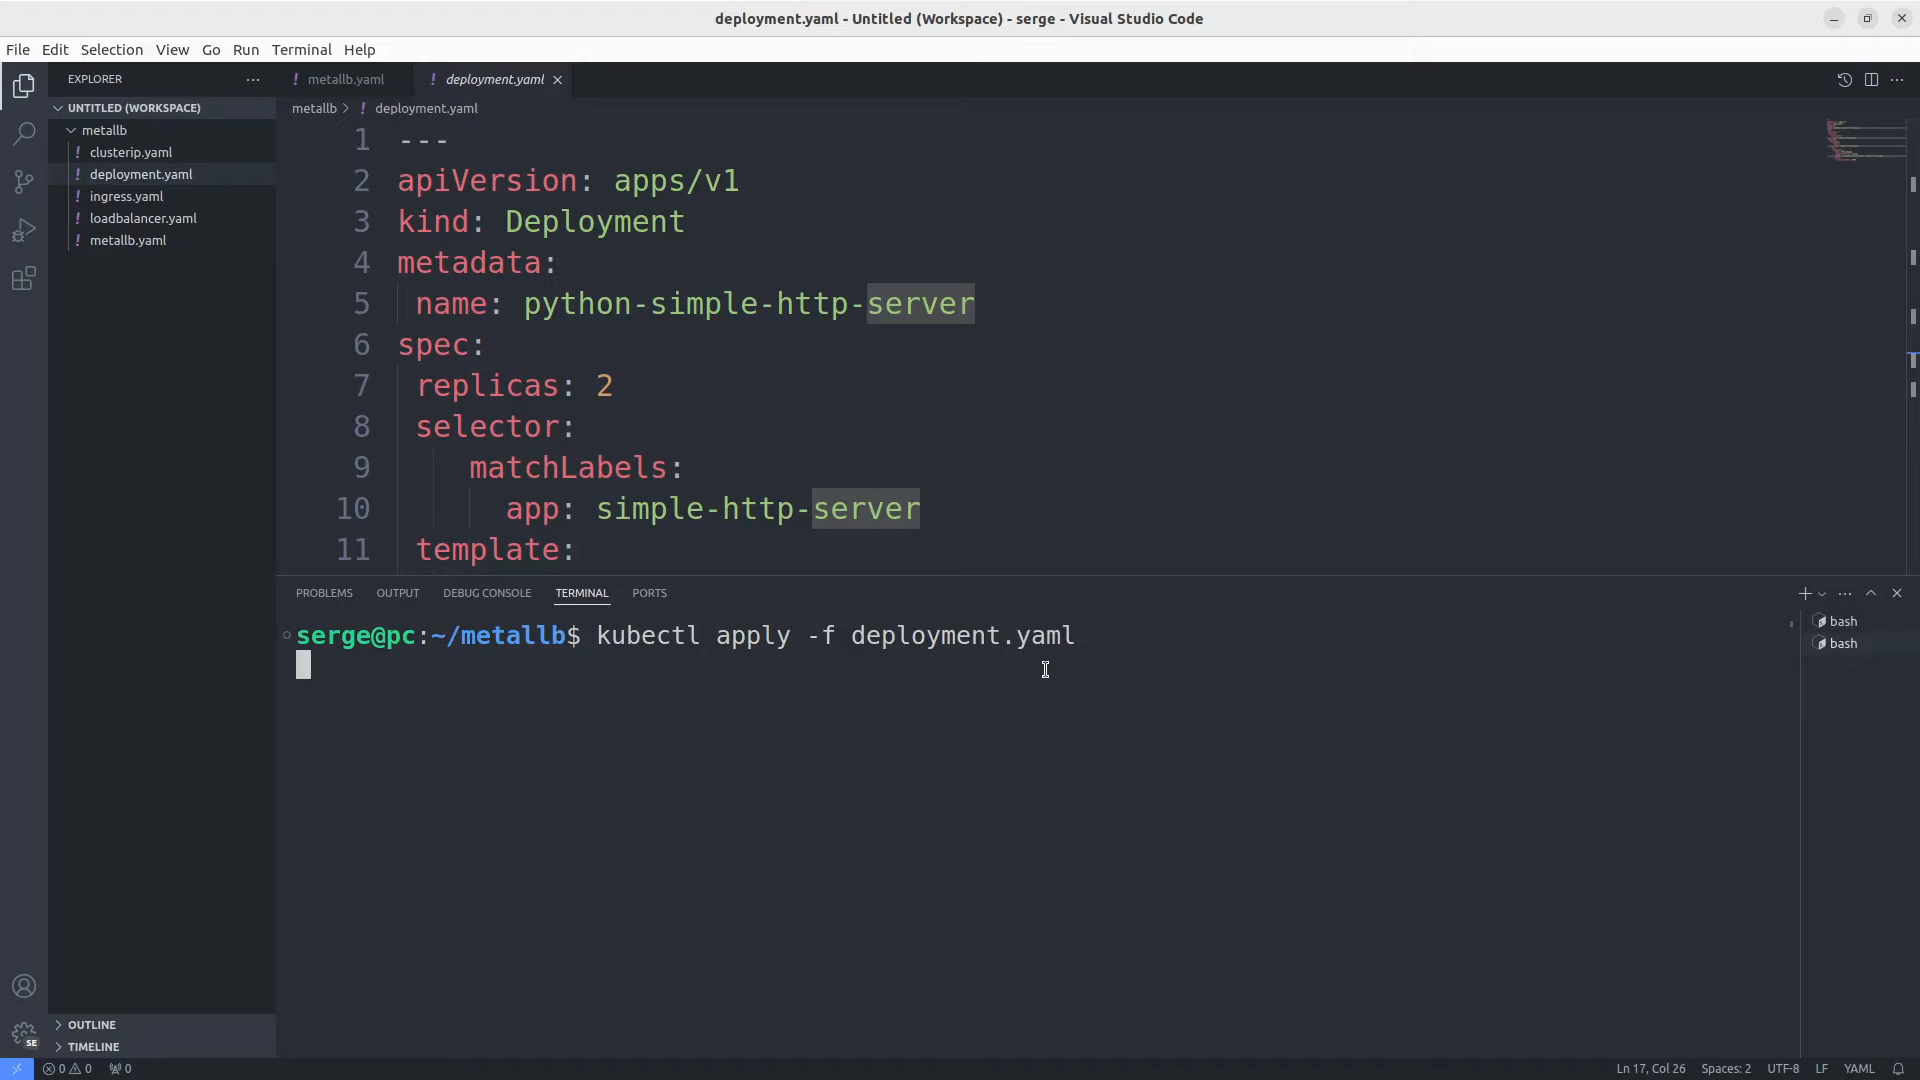 deployment.yaml - Untitled (Workspace) - serge - Visual Studio Code
File Edit Selection View Go Run Terminal Help
EXPLORER
UNTITLED (WORKSPACE)
metallb
clusterip.yaml
deployment.yaml
ingress.yaml
loadbalancer.yaml
metallb.yaml
OUTLINE
TIMELINE
SE
metallb.yaml deployment.yaml
metallb > deployment.yaml
1 ---
2 apiVersion: apps/v1
3 kind: Deployment
4 metadata:
5 name: python-simple-http-server
6 spec:
7 replicas: 2
8 selector:
9 matchLabels:
10 app: simple-http-server
11 template:
PROBLEMS OUTPUT DEBUG CONSOLE TERMINAL PORTS
serge@pc:~/metallb$ kubectl apply -f deployment.yaml
bash
bash
0 0 0 Ln 17, Col 26 Spaces: 2 UTF-8 LF YAML